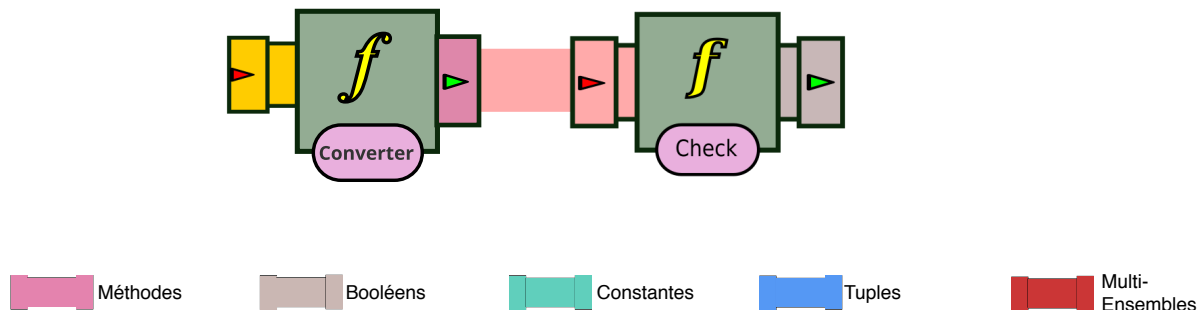 f
f
Converter
Check
Méthodes
Booléens
Constantes
Tuples
Multi-
Ensembles